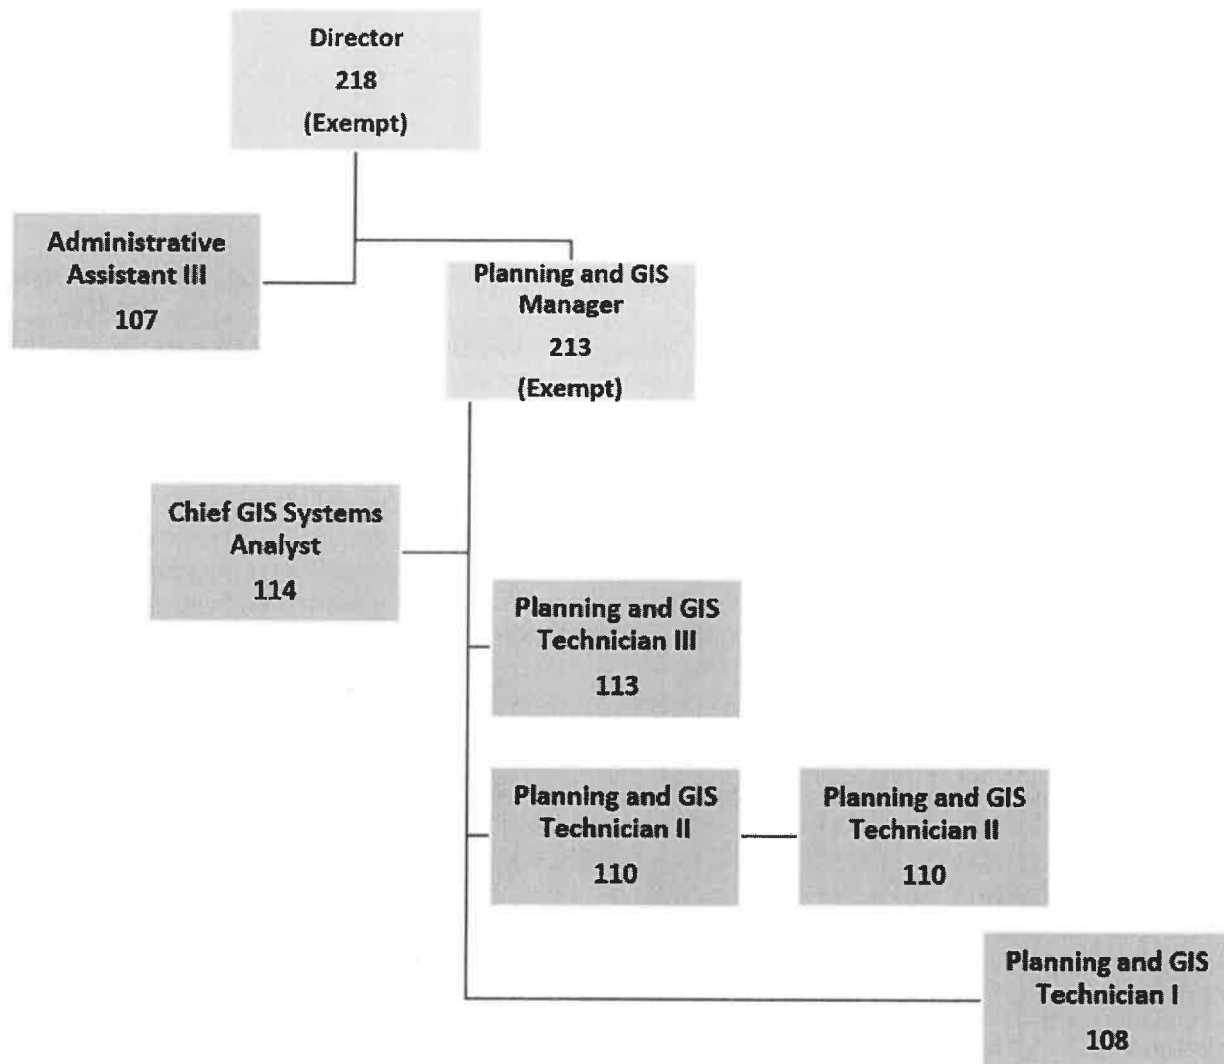 Director
218
(Exempt)
Administrative
Assistant III
107
Planning and GIS
Manager
213
(Exempt)
Chief GIS Systems
Analyst
114
Planning and GIS
Technician III
113
Planning and GIS
Technician II
110
Planning and GIS
Technician II
110
Planning and GIS
Technician I
108